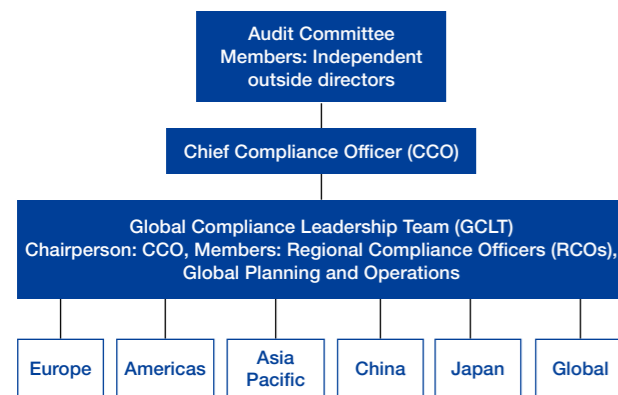 Audit Committee
Members: Independent
outside directors
Chief Compliance Officer (CCO)
Global Compliance Leadership Team (GCLT)
Chairperson: CCO, Members: Regional Compliance Officers (RCOs),
Global Planning and Operations
Europe
Americas
Asia
Pacific
China
Japan
Global